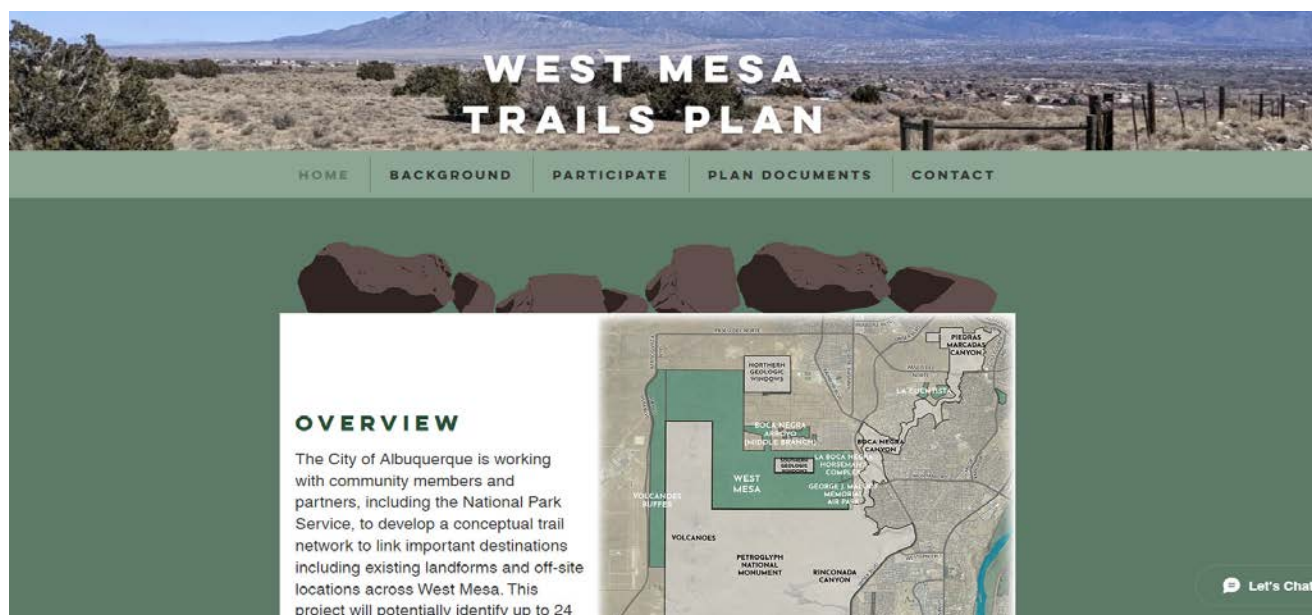 WEST MESA
TRAILS PLAN
HOME
BACKGROUND
PARTICIPATE
PLAN DOCUMENTS
CONTACT
OVERVIEW
The City of Albuquerque is working
with community members and
partners, including the National Park
Service, to develop a conceptual trail
network to link important destinations
including existing landforms and off-site
locations across West Mesa. This
project will potentially identify up to 24
PIEDRAS
MARCADAS
CANYON
NORTHERN
GEOLOGIC
WINDOWS
LA CUENTISTA
BOCA NEGRA
ARROYO
(MIDDLE BRANCH)
BOCA NEGRA
CANYON
SOUTHERN
GEOLOGIC
WINDOWS
LA BOCA NEGRA
HORSEMAN'S
COMPLEX
WEST
MESA
GEORGE J. MALOOF
MEMORIAL
AIR PARK
VOLCANOES
VOLCANOES
PETROGLYPH
NATIONAL
MONUMENT
RINCONADA
CANYON
Let's Chat